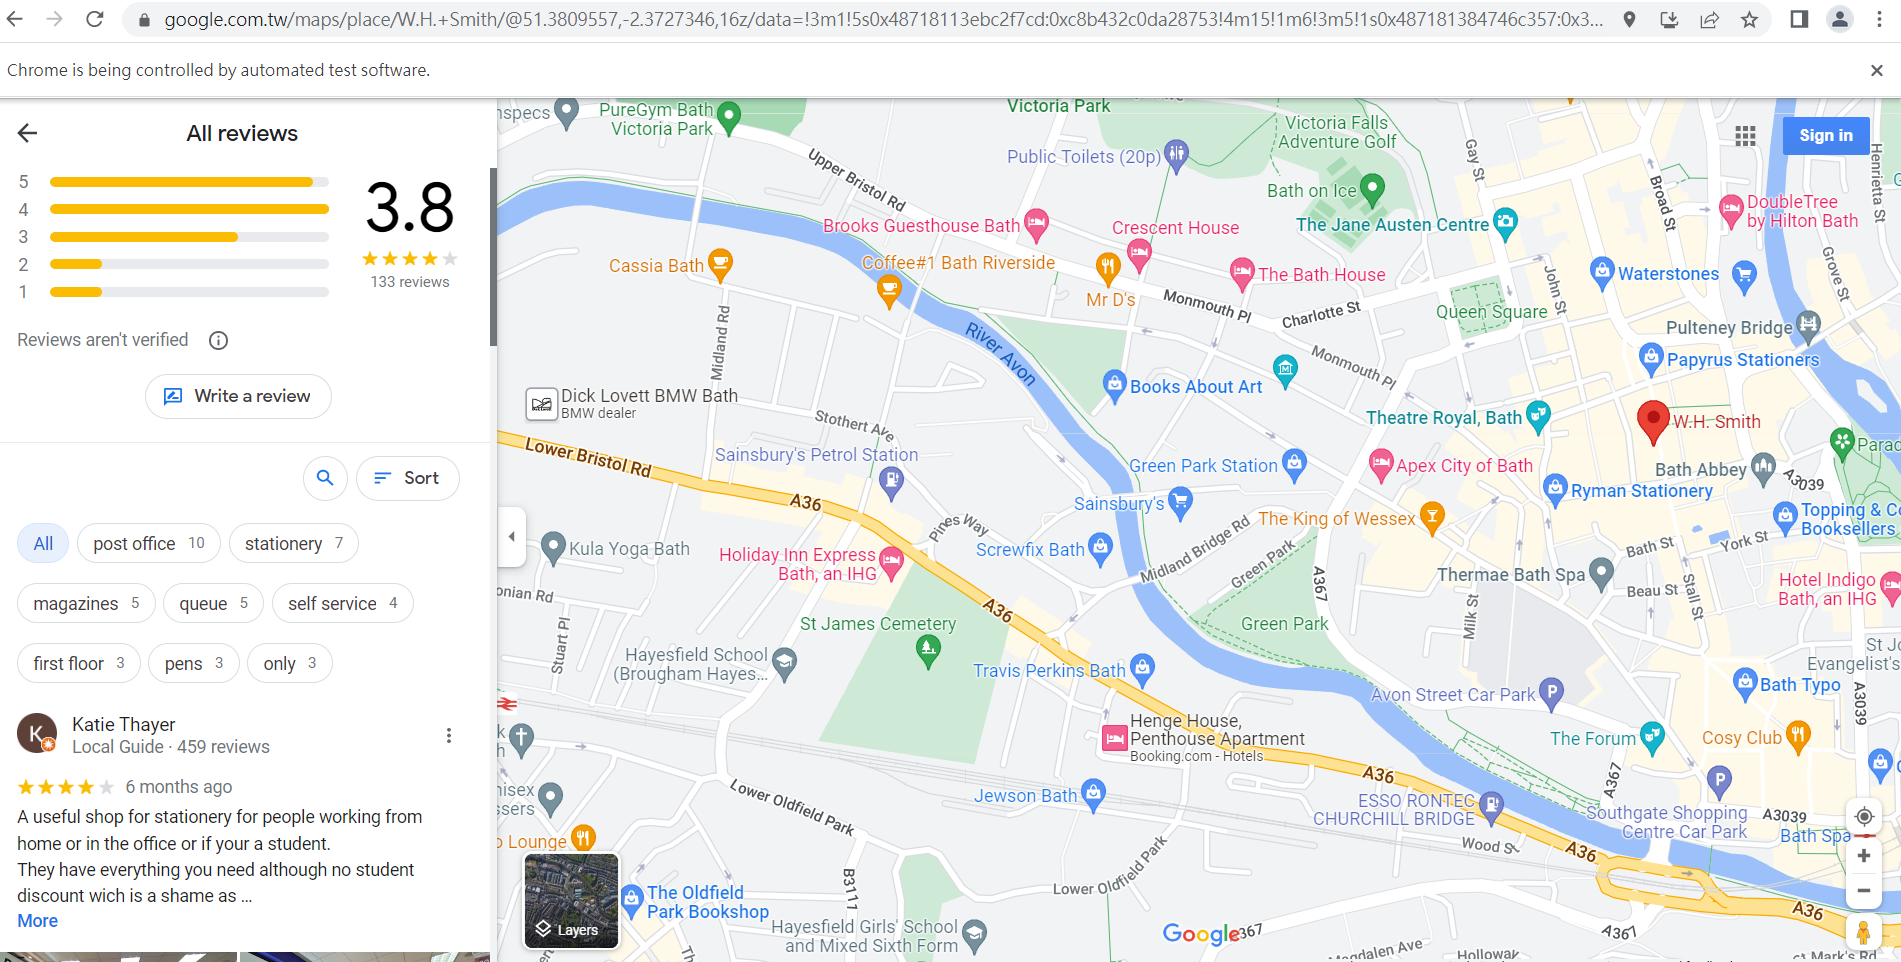 google.com.tw/maps/place/W.H.+Smith/@51.3809557,-2.3727346,16z/data=!3m1!5s0x48718113ebc2f7cd:0xc8b432c0da28753!4m15!1m6!3m5!1s0x487181384746c357:0x3...
Chrome is being controlled by automated test software.
All reviews
5
4
3
2
1
3.8
133 reviews
Reviews aren't verified
Write a review
Sort
All
post office 10
stationery 7
magazines 5
queue 5
self service 4
first floor 3
pens 3
only 3
K
Katie Thayer
Local Guide · 459 reviews
6 months ago
A useful shop for stationery for people working from
home or in the office or if your a student.
They have everything you need although no student
discount wich is a shame as ...
More
Sign in
PureGym Bath
Victoria Park
Victoria Park
Public Toilets (20p)
Victoria Falls
Adventure Golf
Gay St
Broad St
Henrietta St
Upper Bristol Rd
Bath on Ice
The Jane Austen Centre
DoubleTree
by Hilton Bath
Brooks Guesthouse Bath
Crescent House
Cassia Bath
Coffee#1 Bath Riverside
The Bath House
Mr D's
Monmouth Pl
Charlotte St
John St
Waterstones
Grove St
Queen Square
Pulteney Bridge
Midland Rd
River Avon
Monmouth Pl
Papyrus Stationers
Books About Art
Dick Lovett BMW Bath
BMW dealer
Stothert Ave
Theatre Royal, Bath
W.H. Smith
Parad
Lower Bristol Rd
Sainsbury's Petrol Station
Green Park Station
Apex City of Bath
Bath Abbey
A3039
A36
Sainsbury's
Ryman Stationery
Topping & Co
Booksellers
The King of Wessex
Pines Way
Kula Yoga Bath
Screwfix Bath
Midland Bridge Rd
Green Park
A367
Bath St
York St
Holiday Inn Express
Bath, an IHG
Thermae Bath Spa
Beau St
Stall St
Hotel Indigo
Bath, an IHG
onian Rd
A36
Milk St
Stuart Pl
St James Cemetery
Green Park
Hayesfield School
(Brougham Hayes...
Travis Perkins Bath
Evangelist's
Avon Street Car Park
P
Bath Typo
A3039
Henge House,
Penthouse Apartment
Booking.com - Hotels
The Forum
Cosy Club
A36
A367
P
Jewson Bath
Lower Oldfield Park
ESSO RONTEC
CHURCHILL BRIDGE
Southgate Shopping
Centre Car Park
A3039
Bath Spa
o Lounge
Wood St
A36
B3111
Lower Oldfield Park
The Oldfield
Park Bookshop
Layers
Hayesfield Girls' School
and Mixed Sixth Form
Google
A367
A36
Holloway
St Mark's Rd